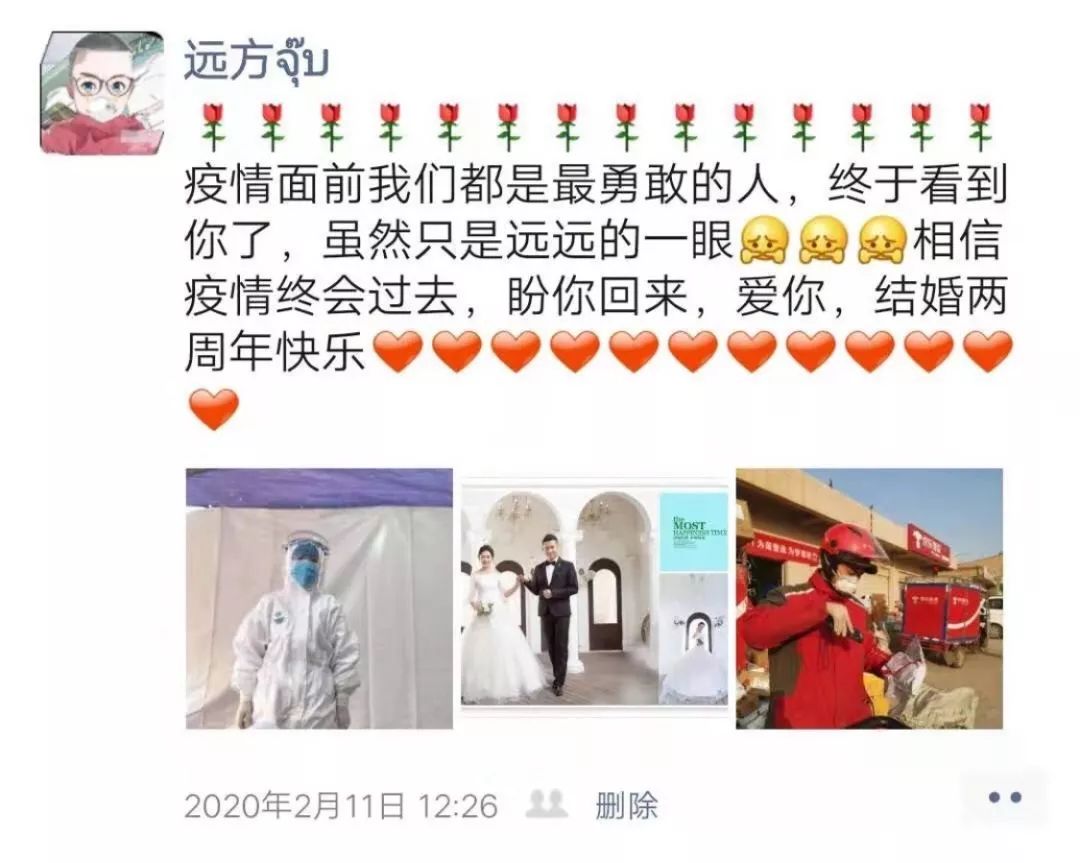 远方จุ๊บ
🌹🌹🌹🌹🌹🌹🌹🌹🌹🌹🌹🌹🌹🌹
疫情面前我们都是最勇敢的人，终于看到
你了，虽然只是远远的一眼相信
疫情终会过去，盼你回来，爱你，结婚两
周年快乐❤️❤️❤️❤️❤️❤️❤️❤️❤️❤️❤️
❤️
the
MOST
HAPPINESS TIME
2020年2月11日 12:26 删除